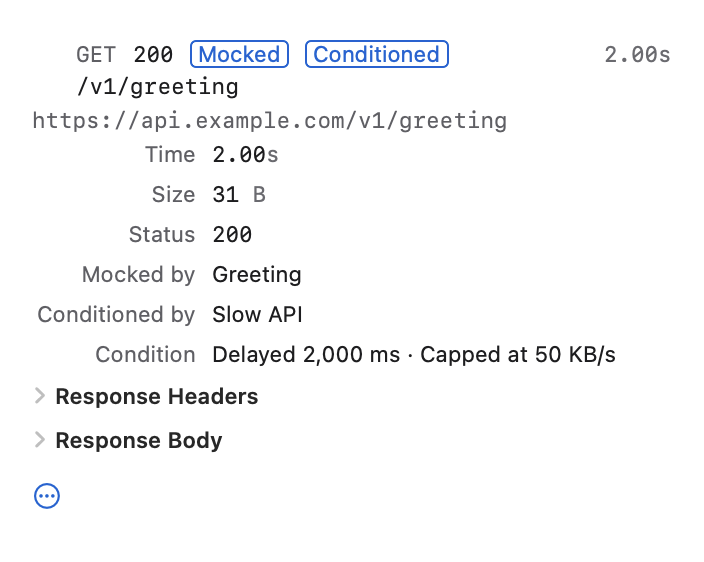 GET 200 Mocked Conditioned 2.00s
/v1/greeting
https://api.example.com/v1/greeting
Time 2.00s
Size 31 B
Status 200
Mocked by Greeting
Conditioned by Slow API
Condition Delayed 2,000 ms · Capped at 50 KB/s
Response Headers
Response Body